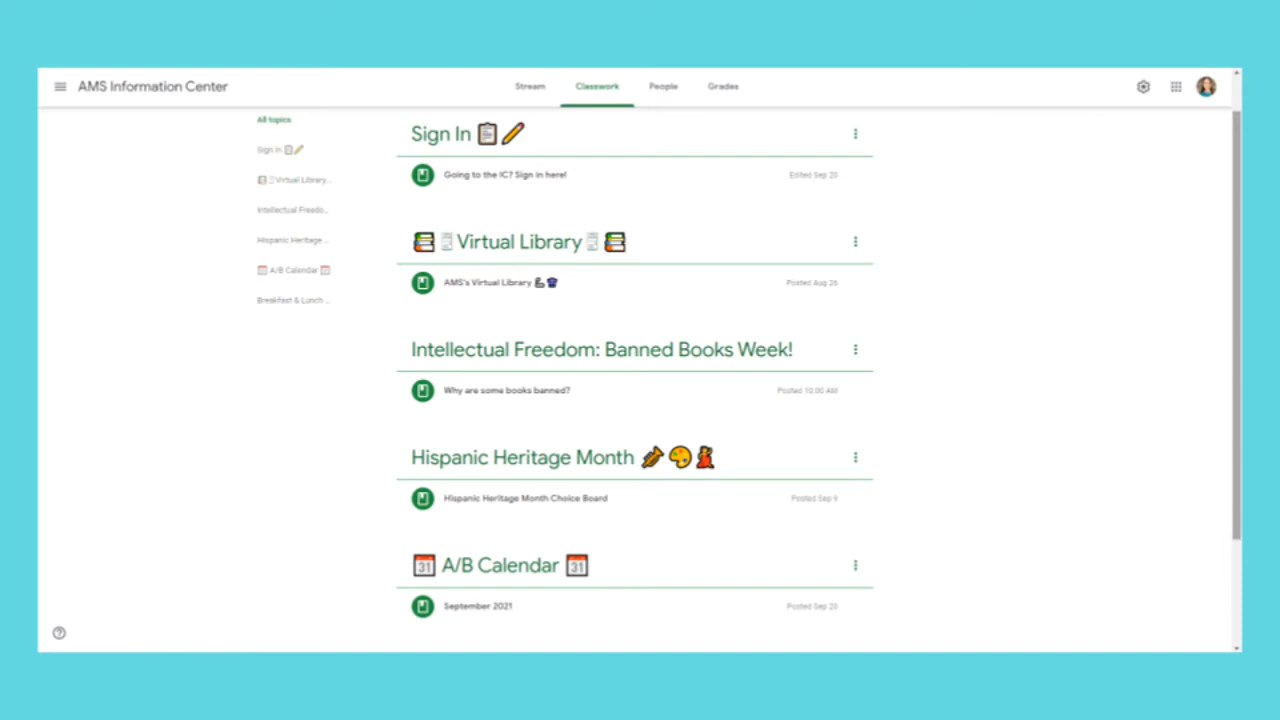 AMS Information Center
Stream Classwork People Grades
All topics
Sign In 📋✏️
📚 Virtual Library...
Intellectual Freedo...
Hispanic Heritage ...
📅 A/B Calendar 📅
Breakfast & Lunch ...
Sign In 📋✏️
Going to the IC? Sign in here! Edited Sep 20
📚 Virtual Library 📚
AMS's Virtual Library Posted Aug 26
Intellectual Freedom: Banned Books Week!
Why are some books banned? Posted 10:00 AM
Hispanic Heritage Month 🎺🎨💃
Hispanic Heritage Month Choice Board Posted Sep 9
📅 A/B Calendar 📅
September 2021 Posted Sep 20